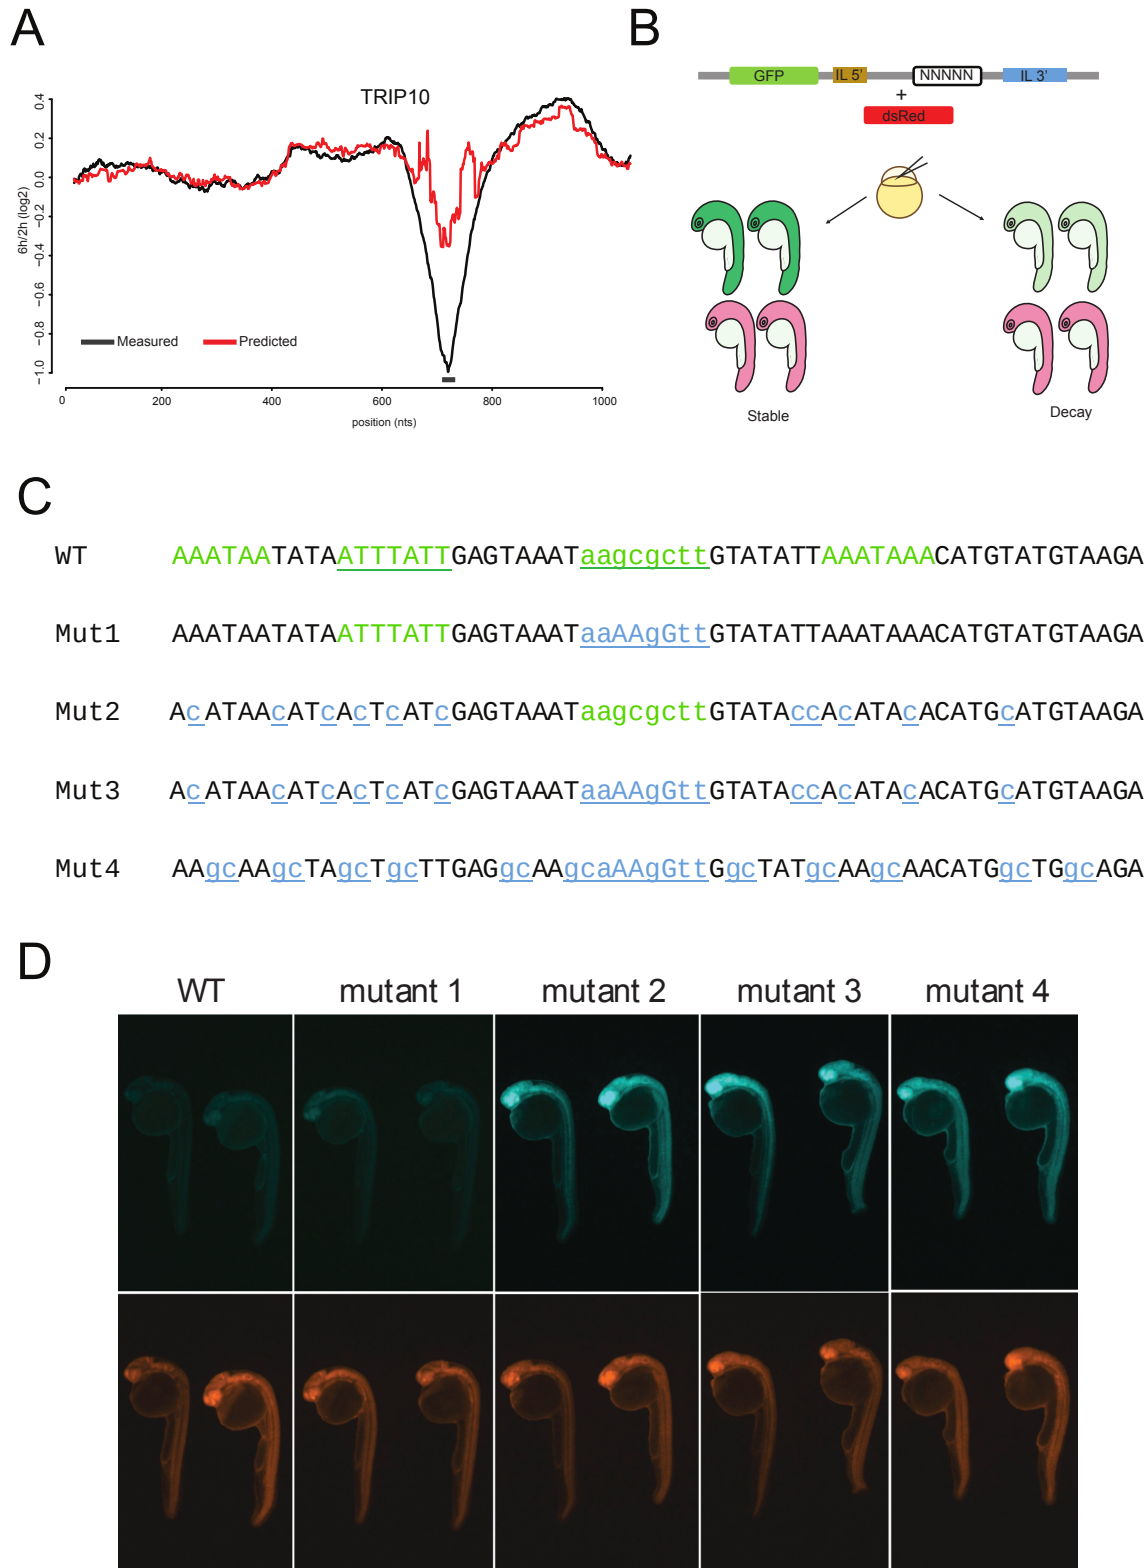 A
TRIP10
0.4
0.2
0.0
−0.2
−0.4
−0.6
−0.8
−1.0
6h/2h (log2)
Measured
Predicted
0
200
400
600
800
1000
position (nts)
B
GFP
IL 5'
NNNNN
IL 3'
+
dsRed
Stable
Decay
C
WT AAATAATATAATTTATTGAGTAAATaagcgcttGTATATTAAATAAACATGTATGTAAGA
Mut1 AAATAATATAATTTATTGAGTAAATaaAAgGttGTATATTAAATAAACATGTATGTAAGA
Mut2 AcATAAcATcAcTcATcGAGTAAATaagcgcttGTATAccAcATAcACATGcATGTAAGA
Mut3 AcATAAcATcAcTcATcGAGTAAATaaAAgGttGTATAccAcATAcACATGcATGTAAGA
Mut4 AAgcAAgcTAgcTgcTTGAGgcAAgcaAAgGttGgcTATgcAAgcAACATGgcTGgcAGA
D
WT mutant 1 mutant 2 mutant 3 mutant 4